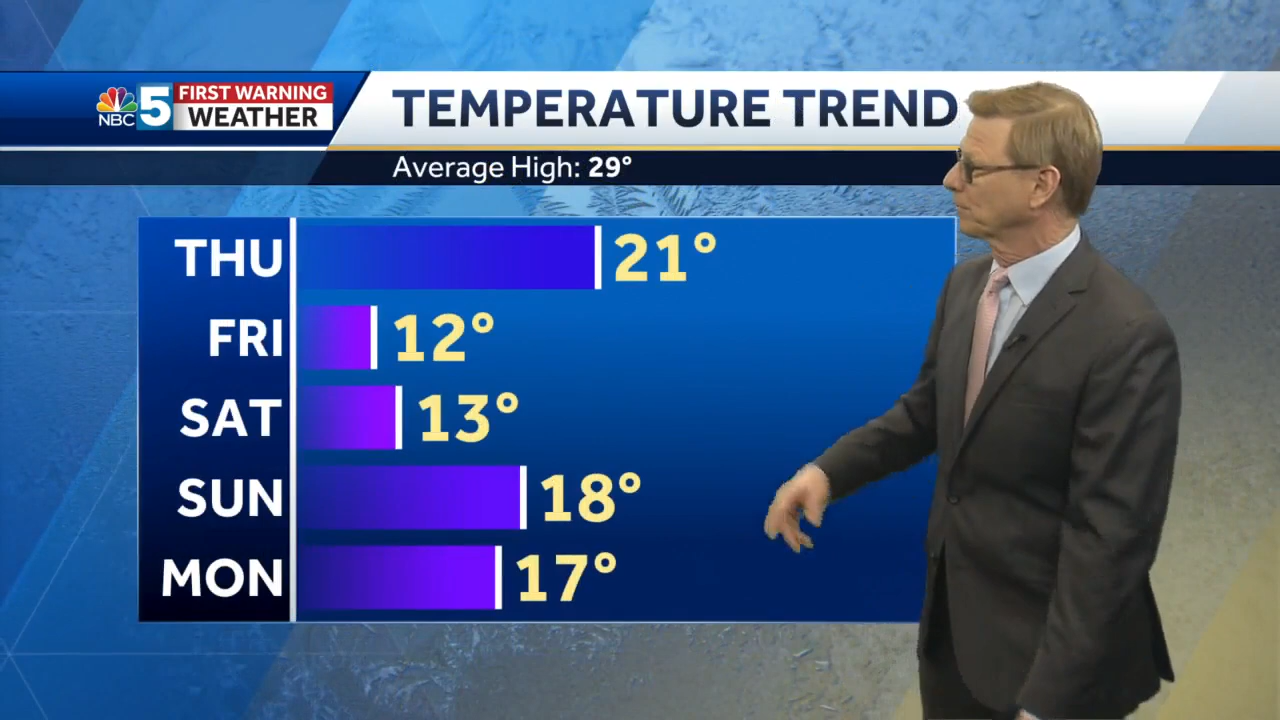 NBC 5 FIRST WARNING WEATHER
TEMPERATURE TREND
Average High: 29°
THU 21°
FRI 12°
SAT 13°
SUN 18°
MON 17°